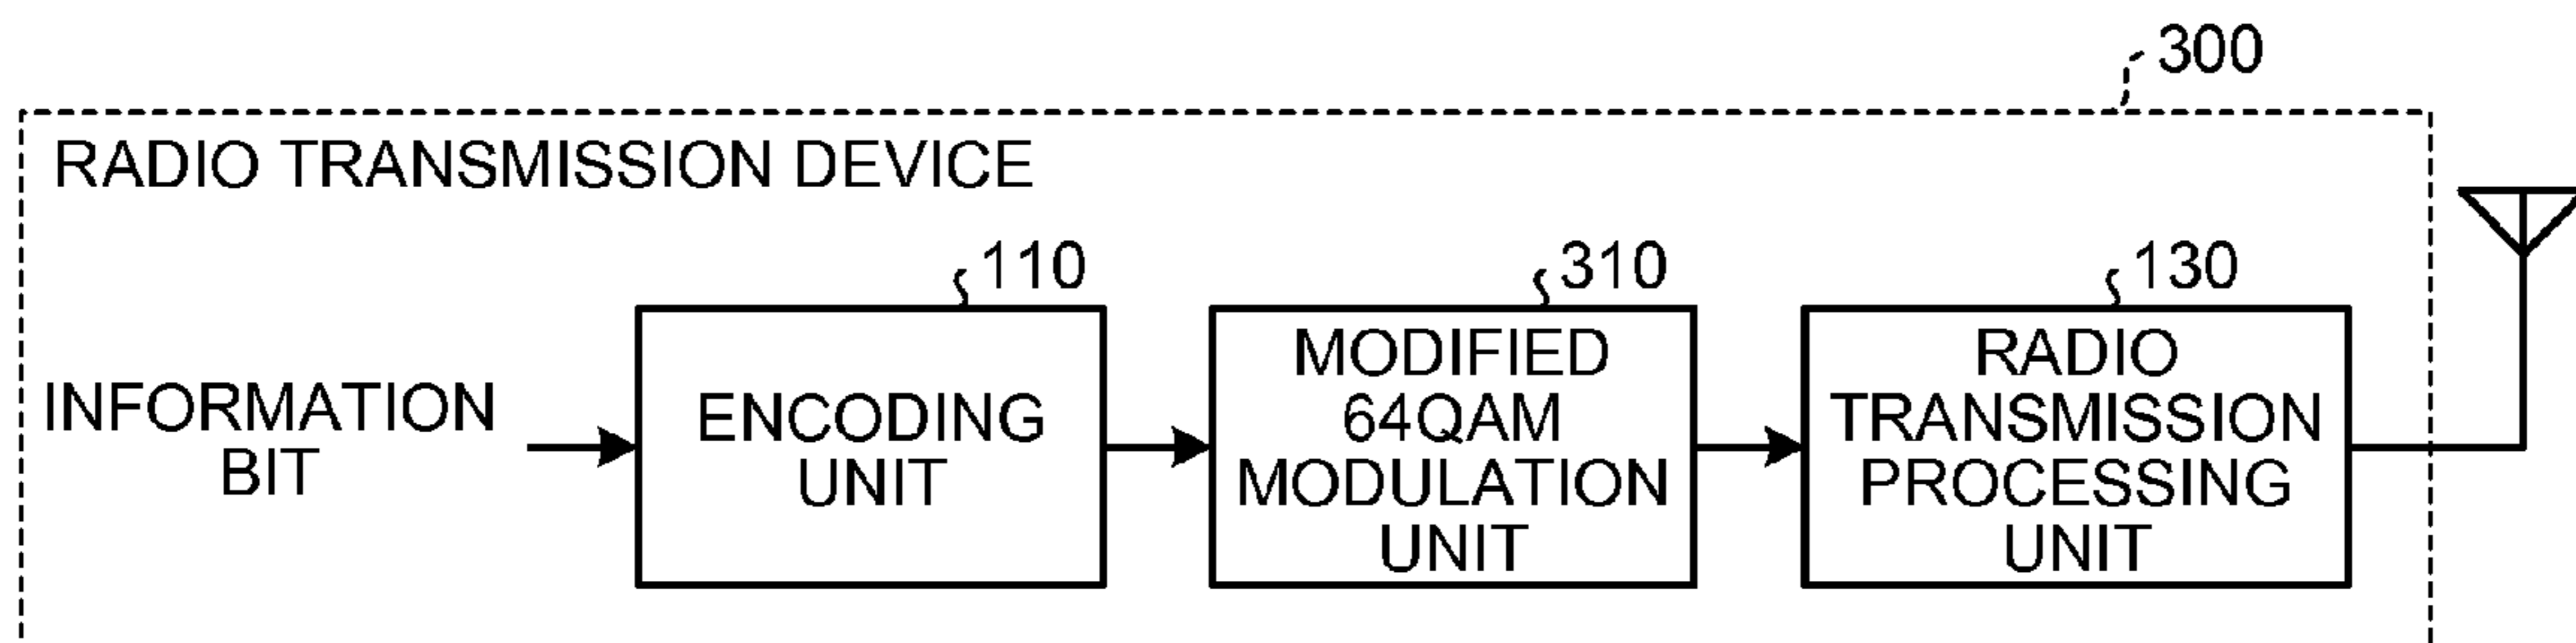 300
RADIO TRANSMISSION DEVICE
110
310
130
INFORMATION
BIT
ENCODING
UNIT
MODIFIED
64QAM
MODULATION
UNIT
RADIO
TRANSMISSION
PROCESSING
UNIT